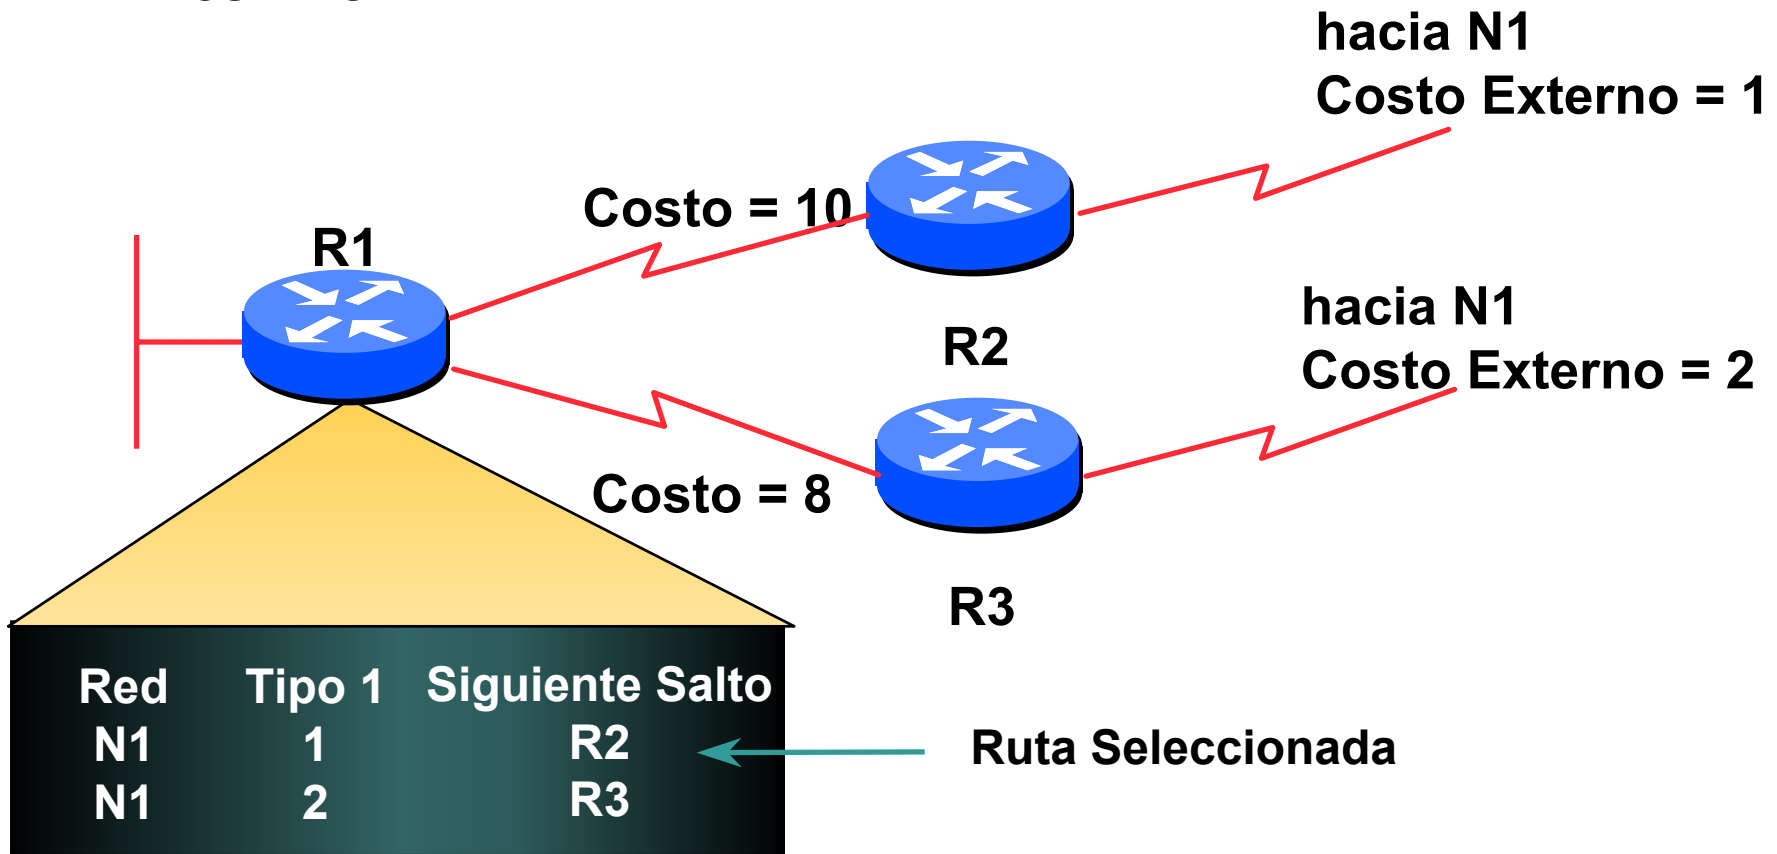 hacia N1
Costo Externo = 1
Costo = 10
R1
R2
hacia N1
Costo Externo = 2
Costo = 8
R3
Red Tipo 1 Siguiente Salto
N1 1 R2
N1 2 R3
Ruta Seleccionada